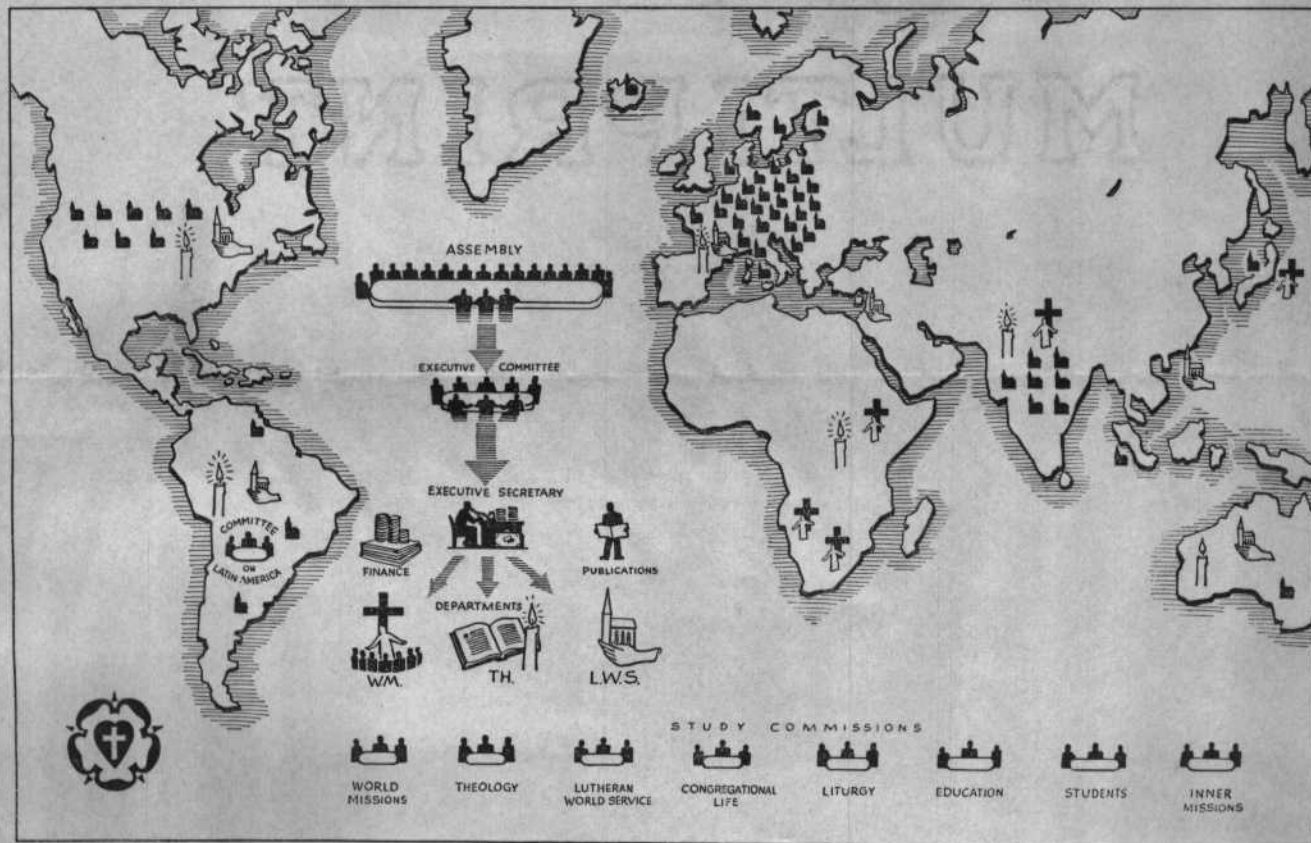 ASSEMBLY
EXECUTIVE COMMITTEE
EXECUTIVE SECRETARY
FINANCE
PUBLICATIONS
DEPARTMENTS
W.M.
TH.
L.W.S.
COMMITTEE
ON
LATIN AMERICA
STUDY COMMISSIONS
WORLD
MISSIONS
THEOLOGY
LUTHERAN
WORLD SERVICE
CONGREGATIONAL
LIFE
LITURGY
EDUCATION
STUDENTS
INNER
MISSIONS